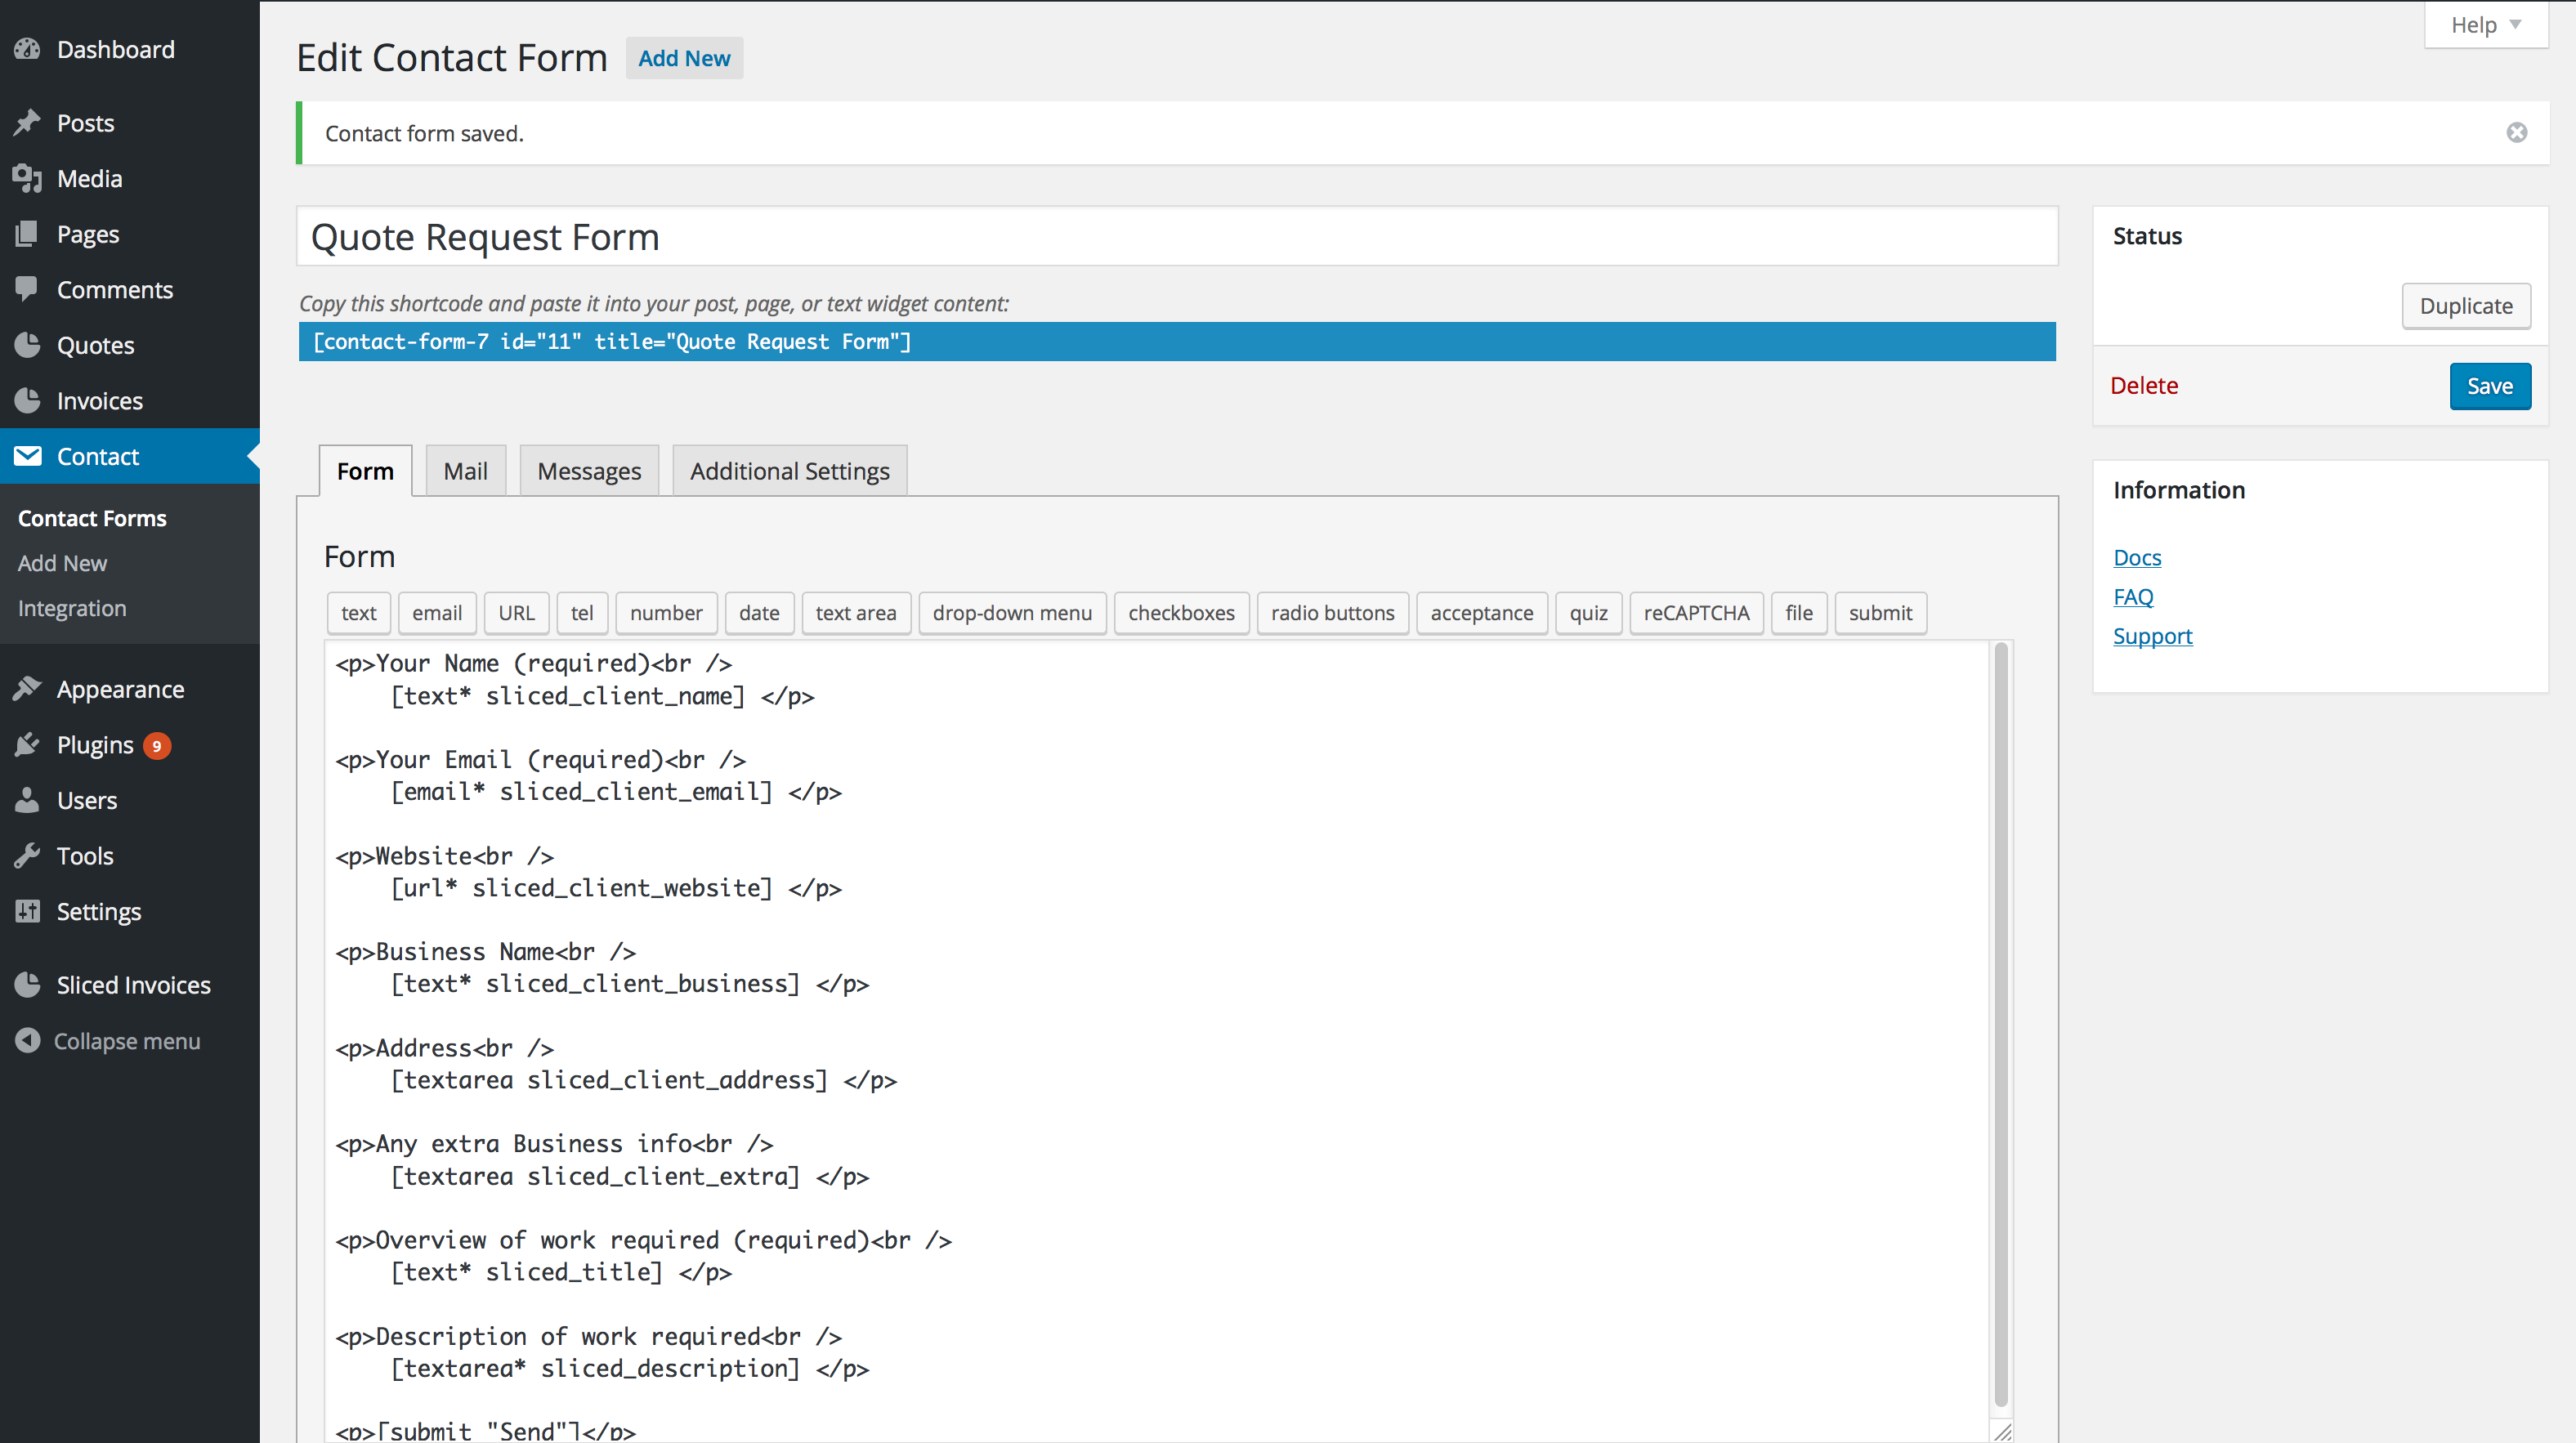 Dashboard
Posts
Media
Pages
Comments
Quotes
Invoices
Contact
Contact Forms
Add New
Integration
Appearance
Plugins 9
Users
Tools
Settings
Sliced Invoices
Collapse menu
Help
Edit Contact Form Add New
Contact form saved.
Quote Request Form
Copy this shortcode and paste it into your post, page, or text widget content:
[contact-form-7 id="11" title="Quote Request Form"]
Form Mail Messages Additional Settings
Form
text email URL tel number date text area drop-down menu checkboxes radio buttons acceptance quiz reCAPTCHA file submit
<p>Your Name (required)<br />
[text* sliced_client_name] </p>
<p>Your Email (required)<br />
[email* sliced_client_email] </p>
<p>Website<br />
[url* sliced_client_website] </p>
<p>Business Name<br />
[text* sliced_client_business] </p>
<p>Address<br />
[textarea sliced_client_address] </p>
<p>Any extra Business info<br />
[textarea sliced_client_extra] </p>
<p>Overview of work required (required)<br />
[text* sliced_title] </p>
<p>Description of work required<br />
[textarea* sliced_description] </p>
<p>[submit "Send"]</p>
Status
Duplicate
Delete Save
Information
Docs
FAQ
Support